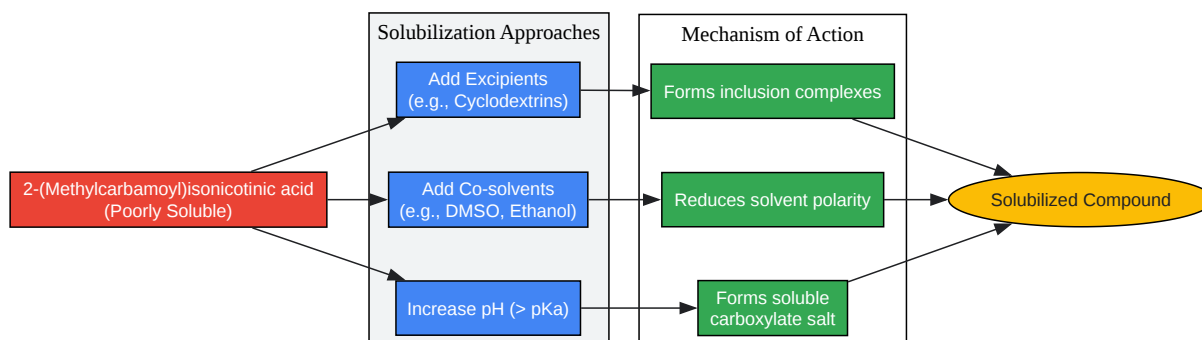 Solubilization Approaches
Mechanism of Action
Add Excipients
(e.g., Cyclodextrins)
Forms inclusion complexes
2-(Methylcarbamoyl)isonicotinic acid
(Poorly Soluble)
Add Co-solvents
(e.g., DMSO, Ethanol)
Reduces solvent polarity
Solubilized Compound
Increase pH (> pKa)
Forms soluble
carboxylate salt